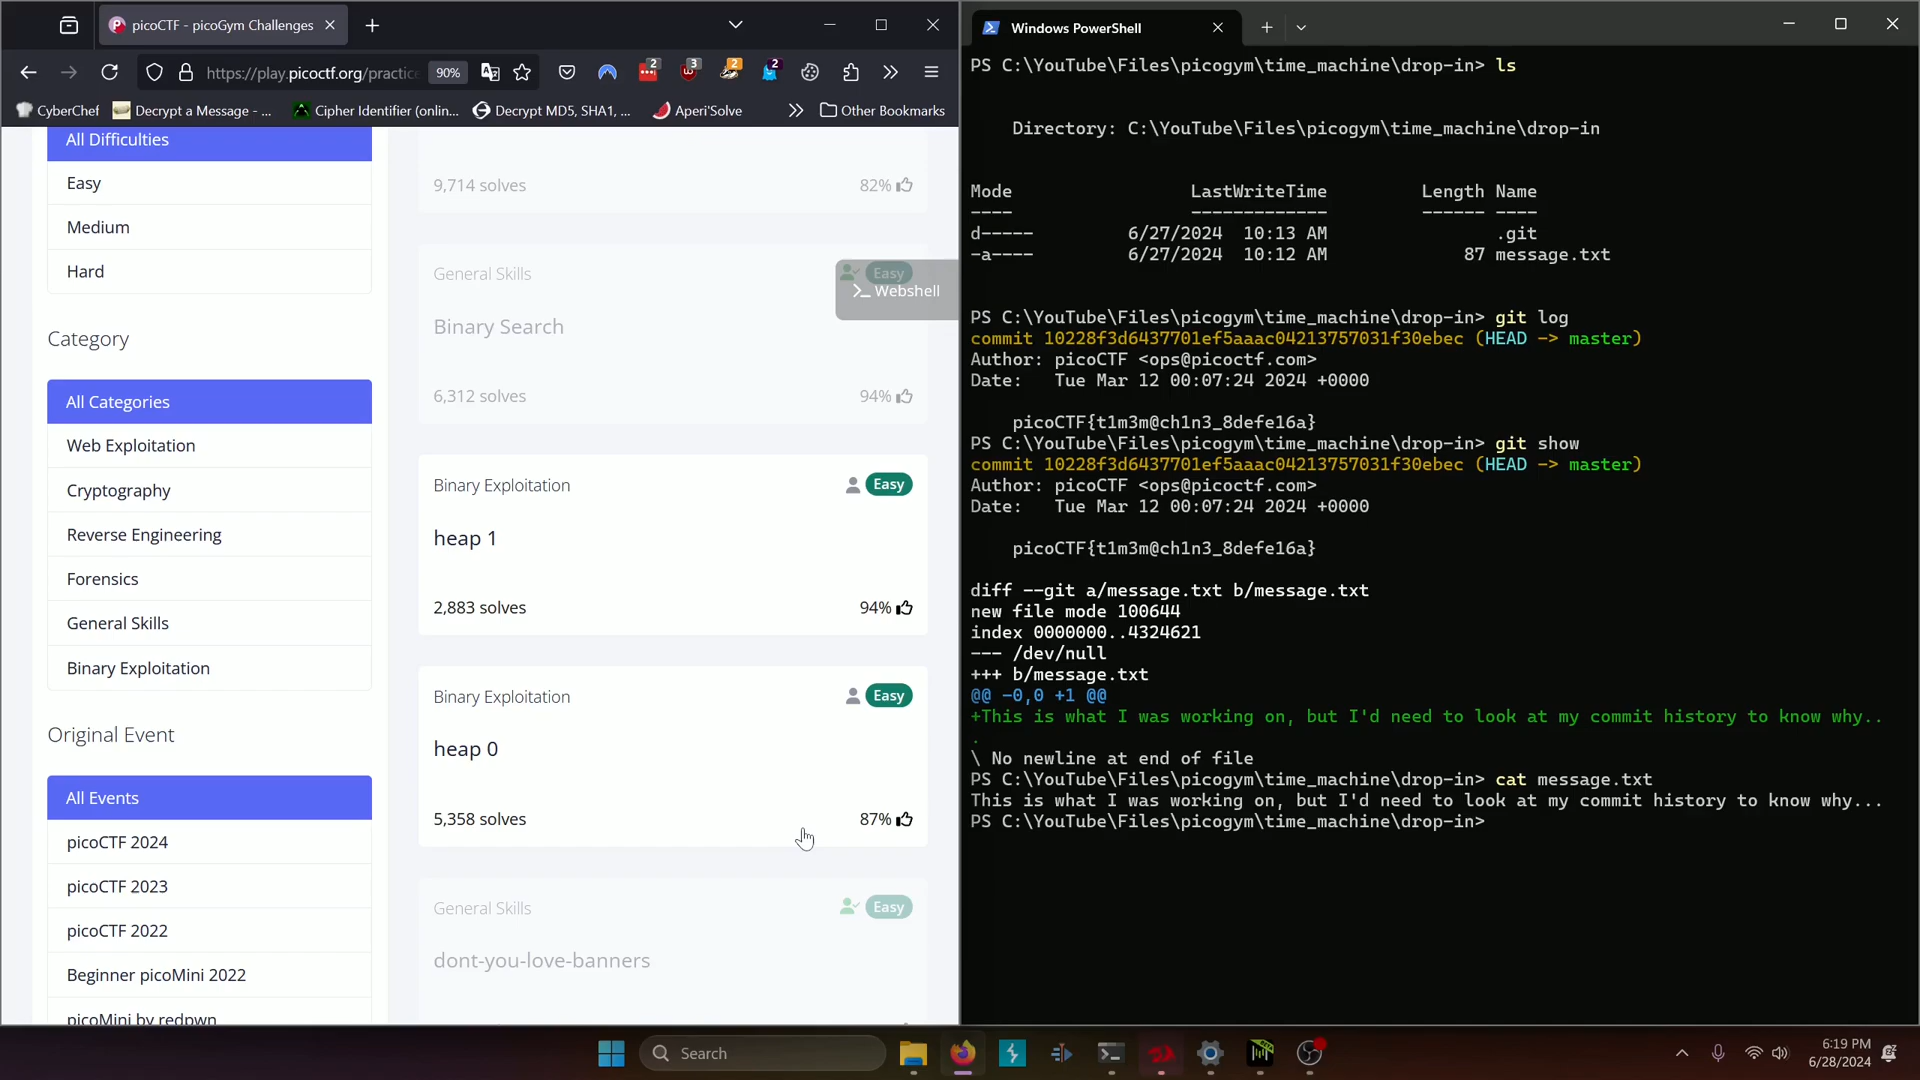 picoCTF - picoGym Challenges
https://play.picoctf.org/practice
90%
2
3
2
2
CyberChef
Decrypt a Message - ...
Cipher Identifier (onlin...
Decrypt MD5, SHA1, ...
Aperi'Solve
Other Bookmarks
All Difficulties
Easy
Medium
Hard
Category
All Categories
Web Exploitation
Cryptography
Reverse Engineering
Forensics
General Skills
Binary Exploitation
Original Event
All Events
picoCTF 2024
picoCTF 2023
picoCTF 2022
Beginner picoMini 2022
picoMini by redpwn
9,714 solves
82%
General Skills
Easy
Webshell
Binary Search
6,312 solves
94%
Binary Exploitation
Easy
heap 1
2,883 solves
94%
Binary Exploitation
Easy
heap 0
5,358 solves
87%
General Skills
Easy
dont-you-love-banners
Windows PowerShell
PS C:\YouTube\Files\picogym\time_machine\drop-in> ls
Directory: C:\YouTube\Files\picogym\time_machine\drop-in
Mode LastWriteTime Length Name
---- ------------- ------ ----
d----- 6/27/2024 10:13 AM .git
-a---- 6/27/2024 10:12 AM 87 message.txt
PS C:\YouTube\Files\picogym\time_machine\drop-in> git log
commit 10228f3d6437701ef5aaac04213757031f30ebec (HEAD -> master)
Author: picoCTF <ops@picoctf.com>
Date: Tue Mar 12 00:07:24 2024 +0000
picoCTF{t1m3m@ch1n3_8defe16a}
PS C:\YouTube\Files\picogym\time_machine\drop-in> git show
commit 10228f3d6437701ef5aaac04213757031f30ebec (HEAD -> master)
Author: picoCTF <ops@picoctf.com>
Date: Tue Mar 12 00:07:24 2024 +0000
picoCTF{t1m3m@ch1n3_8defe16a}
diff --git a/message.txt b/message.txt
new file mode 100644
index 0000000..4324621
--- /dev/null
+++ b/message.txt
@@ -0,0 +1 @@
+This is what I was working on, but I'd need to look at my commit history to know why..
.
\ No newline at end of file
PS C:\YouTube\Files\picogym\time_machine\drop-in> cat message.txt
This is what I was working on, but I'd need to look at my commit history to know why...
PS C:\YouTube\Files\picogym\time_machine\drop-in>
Search
6:19 PM
6/28/2024